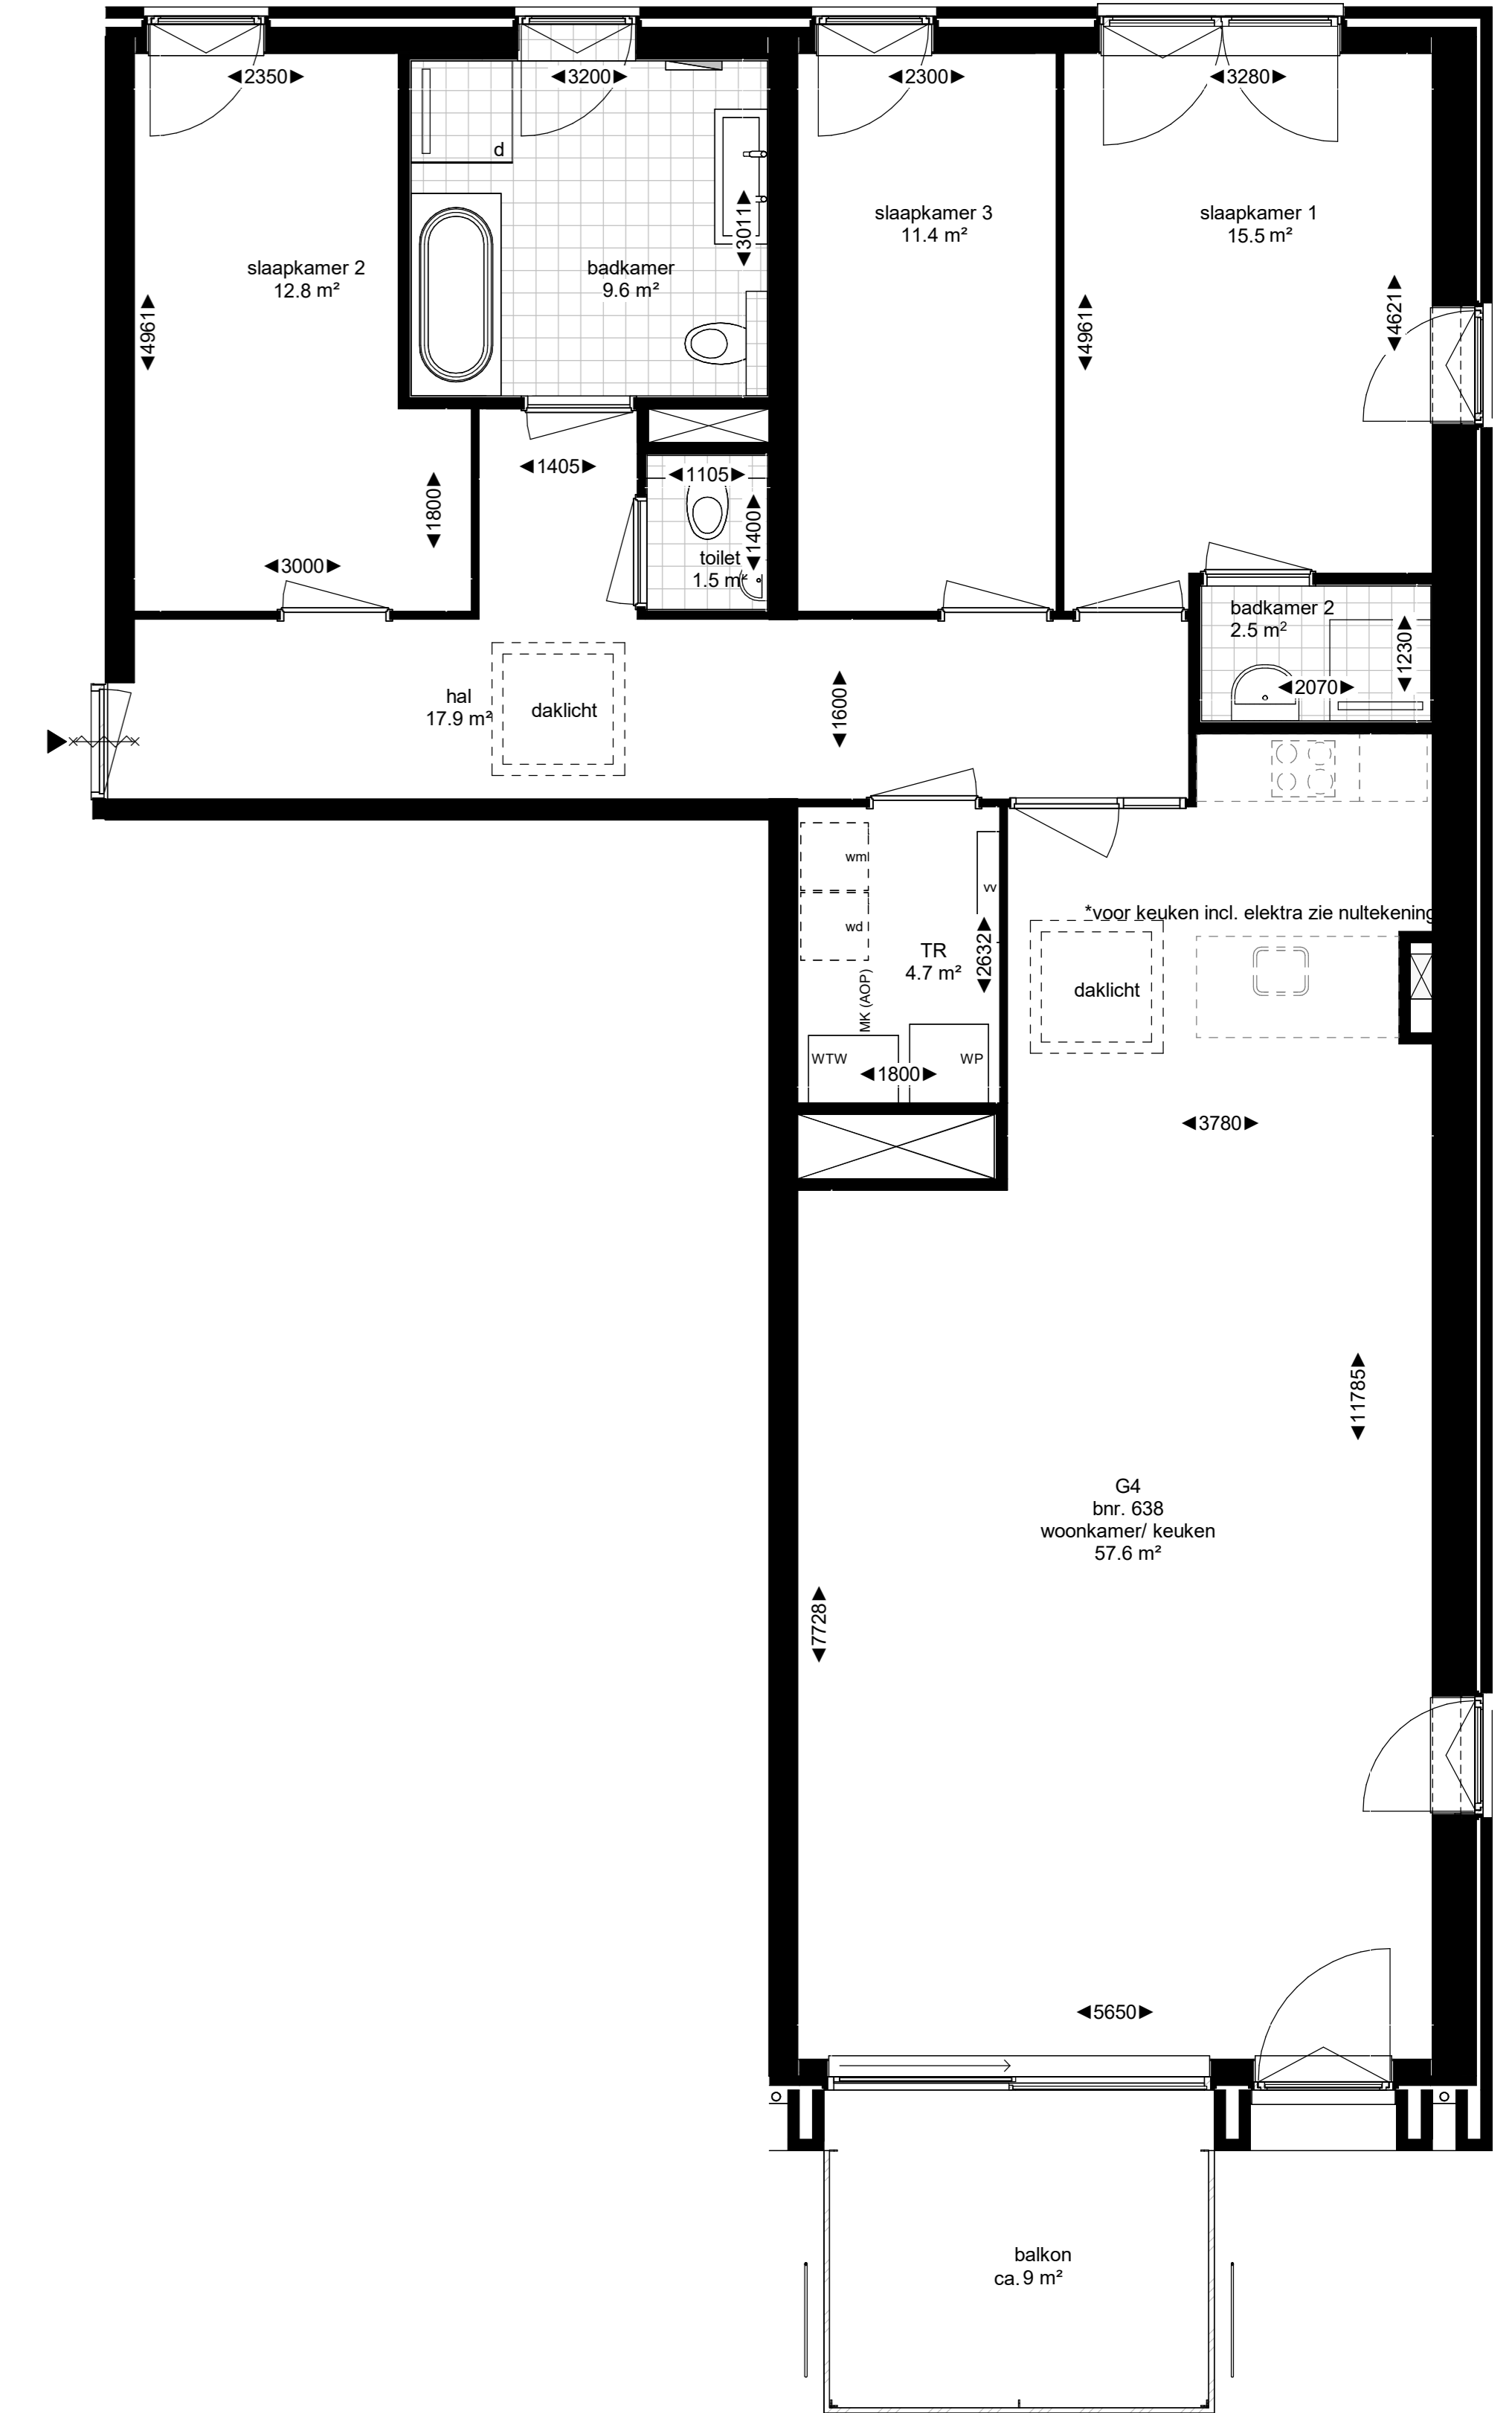 2350
3200
2300
3280
d
3011
slaapkamer 3
11.4 m²
slaapkamer 1
15.5 m²
slaapkamer 2
12.8 m²
badkamer
9.6 m²
4961
4961
4621
1405
1105
1800
1400
toilet
1.5 m²
3000
badkamer 2
2.5 m²
1230
2070
hal
17.9 m²
daklicht
1600
wml
vv
wd
*voor keuken incl. elektra zie nultekening
TR
4.7 m²
2632
MK (AOP)
daklicht
WTW
WP
1800
3780
11785
G4
bnr. 638
woonkamer/ keuken
57.6 m²
7728
5650
balkon
ca. 9 m²